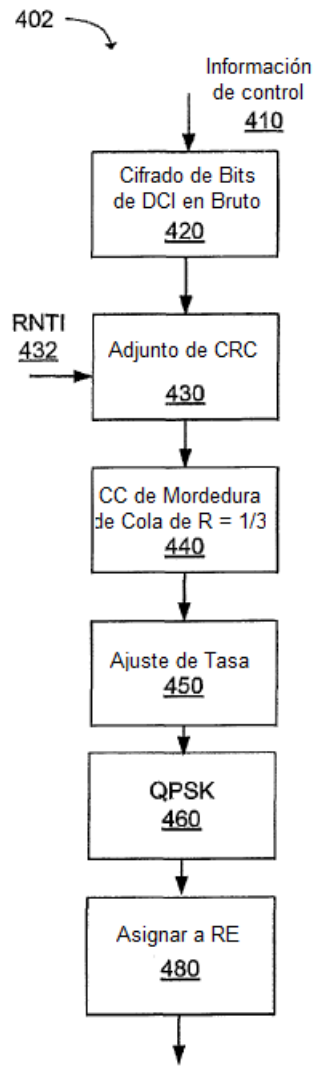 402
Información
de control
410
Cifrado de Bits
de DCI en Bruto
420
RNTI
432
Adjunto de CRC
430
CC de Mordedura
de Cola de R = 1/3
440
Ajuste de Tasa
450
QPSK
460
Asignar a RE
480